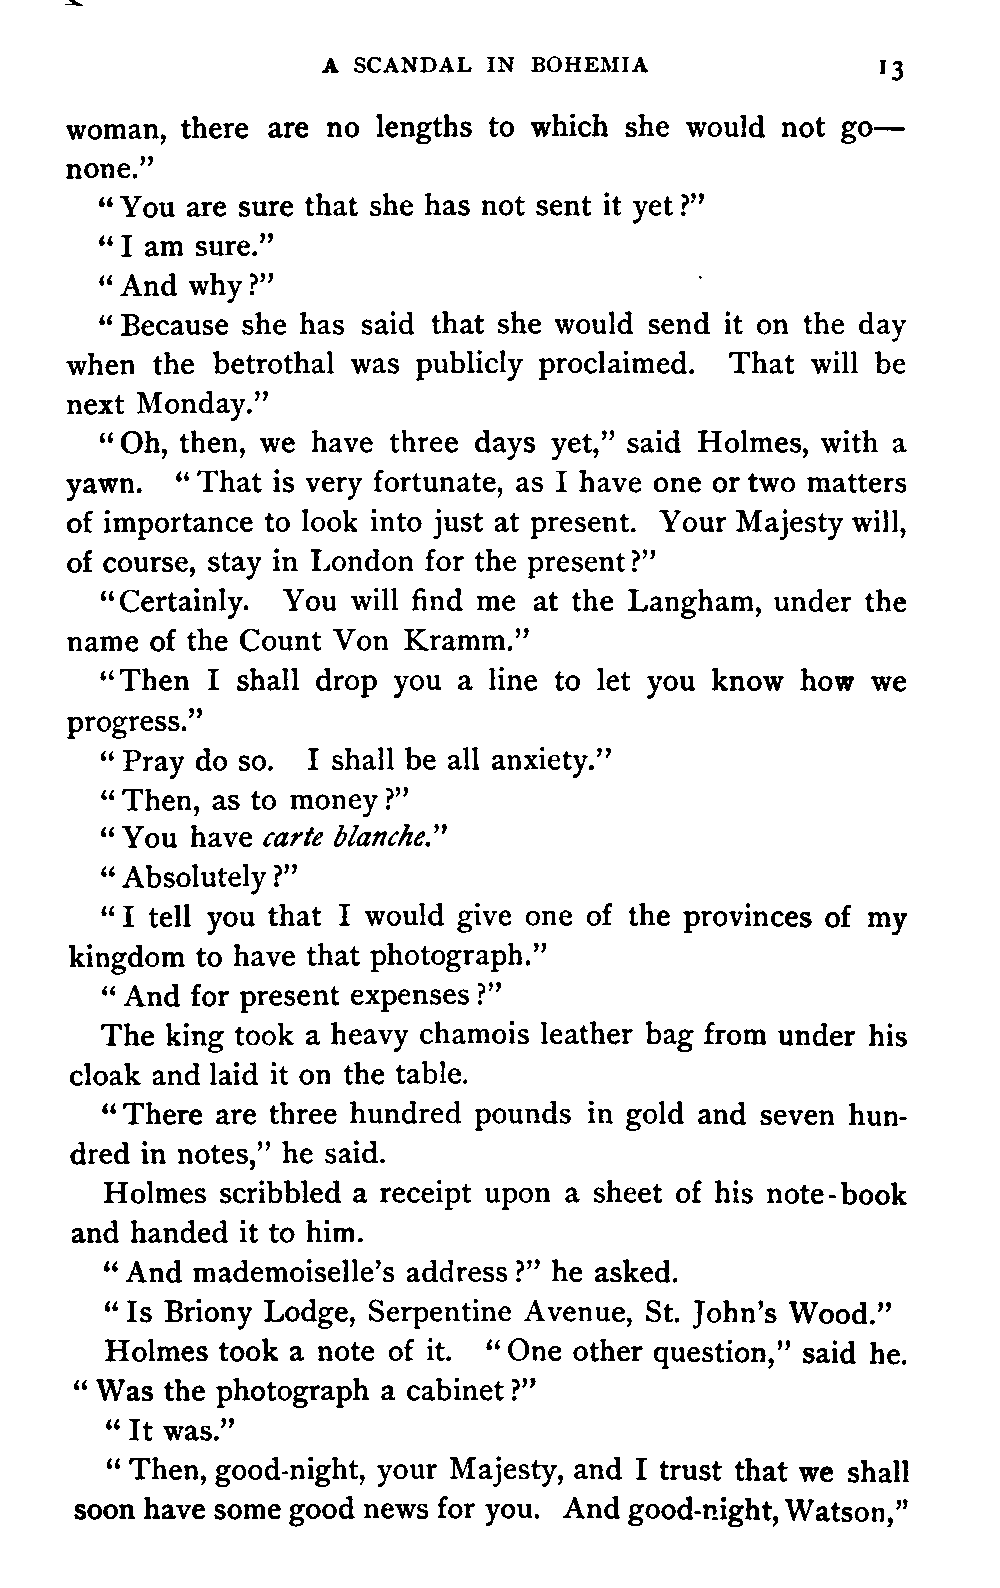 A SCANDAL IN BOHEMIA 13
woman, there are no lengths to which she would not go—
none.”
“You are sure that she has not sent it yet?”
“I am sure.”
“And why?”
“Because she has said that she would send it on the day
when the betrothal was publicly proclaimed. That will be
next Monday.”
“Oh, then, we have three days yet,” said Holmes, with a
yawn. “That is very fortunate, as I have one or two matters
of importance to look into just at present. Your Majesty will,
of course, stay in London for the present?”
“Certainly. You will find me at the Langham, under the
name of the Count Von Kramm.”
“Then I shall drop you a line to let you know how we
progress.”
“Pray do so. I shall be all anxiety.”
“Then, as to money?”
“You have carte blanche.”
“Absolutely?”
“I tell you that I would give one of the provinces of my
kingdom to have that photograph.”
“And for present expenses?”
The king took a heavy chamois leather bag from under his
cloak and laid it on the table.
“There are three hundred pounds in gold and seven hun-
dred in notes,” he said.
Holmes scribbled a receipt upon a sheet of his note-book
and handed it to him.
“And mademoiselle’s address?” he asked.
“Is Briony Lodge, Serpentine Avenue, St. John’s Wood.”
Holmes took a note of it. “One other question,” said he.
“Was the photograph a cabinet?”
“It was.”
“Then, good-night, your Majesty, and I trust that we shall
soon have some good news for you. And good-night, Watson,”